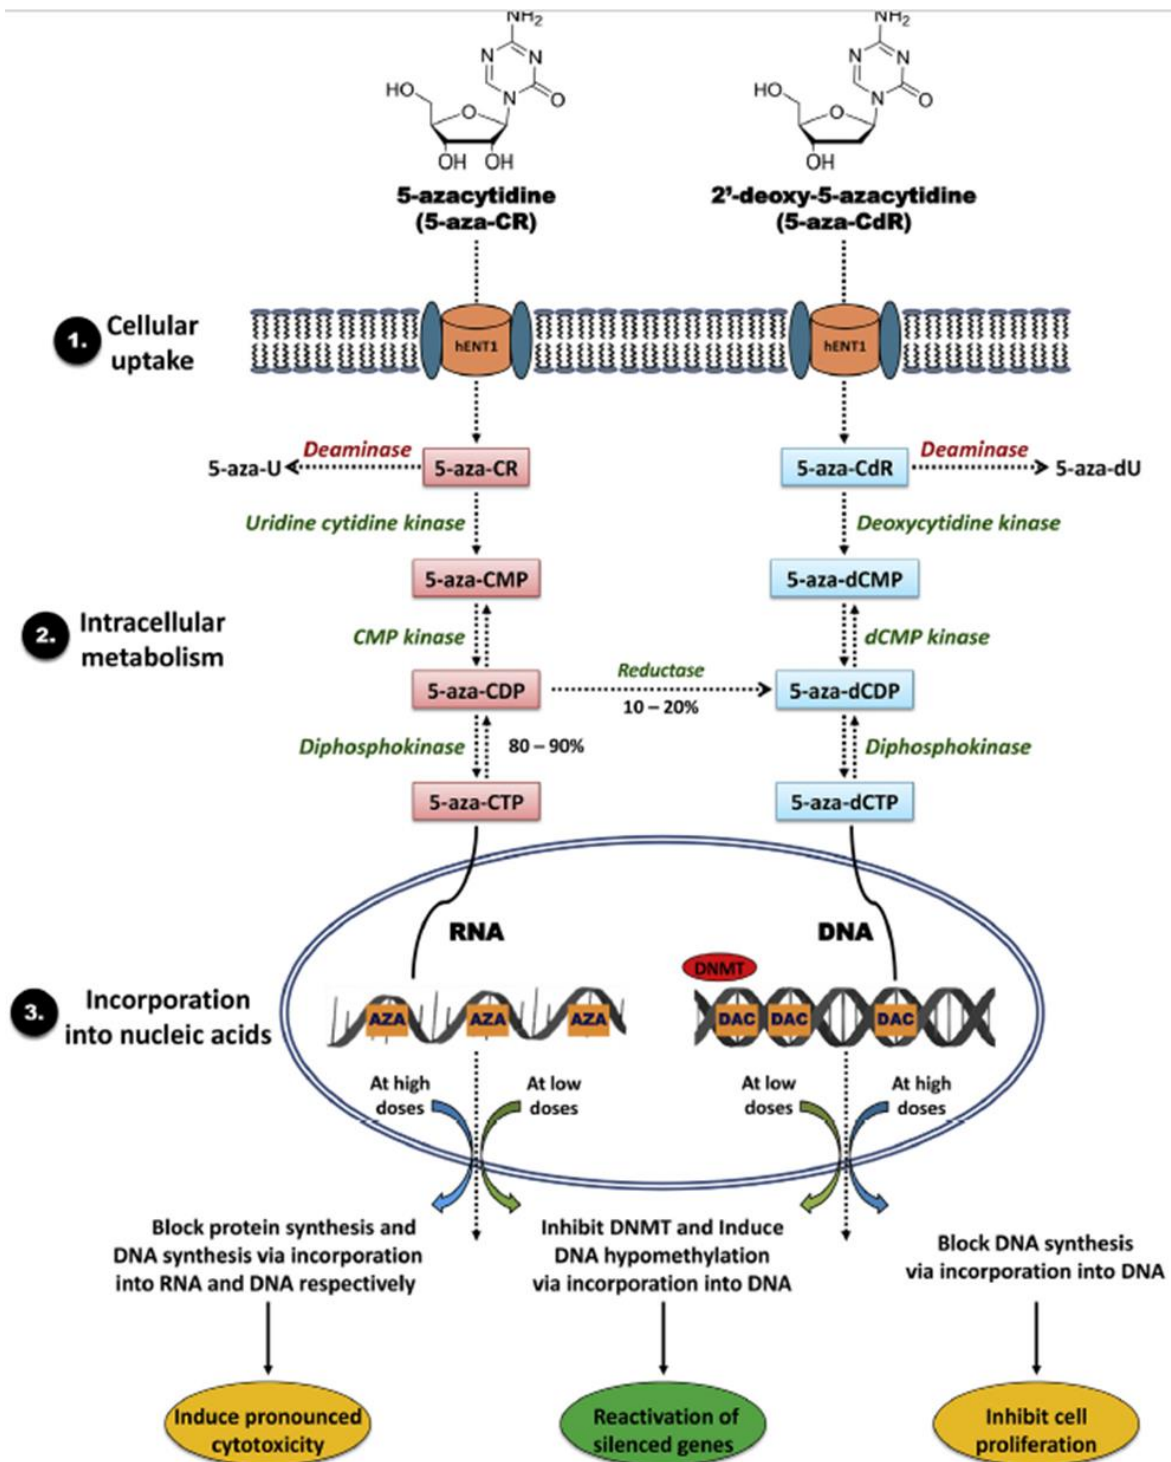 NH2
NH2
N
N
N
N
HO
N
O
HO
N
O
O
O
OH OH
OH
5-azacytidine
(5-aza-CR)
2'-deoxy-5-azacytidine
(5-aza-CdR)
1.
Cellular
uptake
hENT1
hENT1
5-aza-U
Deaminase
5-aza-CR
5-aza-CdR
Deaminase
5-aza-dU
Uridine cytidine kinase
Deoxycytidine kinase
5-aza-CMP
5-aza-dCMP
2.
Intracellular
metabolism
CMP kinase
dCMP kinase
5-aza-CDP
Reductase
10 – 20%
5-aza-dCDP
Diphosphokinase
80 – 90%
Diphosphokinase
5-aza-CTP
5-aza-dCTP
RNA
DNA
DNMT
3.
Incorporation
into nucleic acids
AZA
AZA
AZA
DAC
DAC
DAC
At high
doses
At low
doses
At low
doses
At high
doses
Block protein synthesis and
DNA synthesis via incorporation
into RNA and DNA respectively
Inhibit DNMT and Induce
DNA hypomethylation
via incorporation into DNA
Block DNA synthesis
via incorporation into DNA
Induce pronounced
cytotoxicity
Reactivation of
silenced genes
Inhibit cell
proliferation